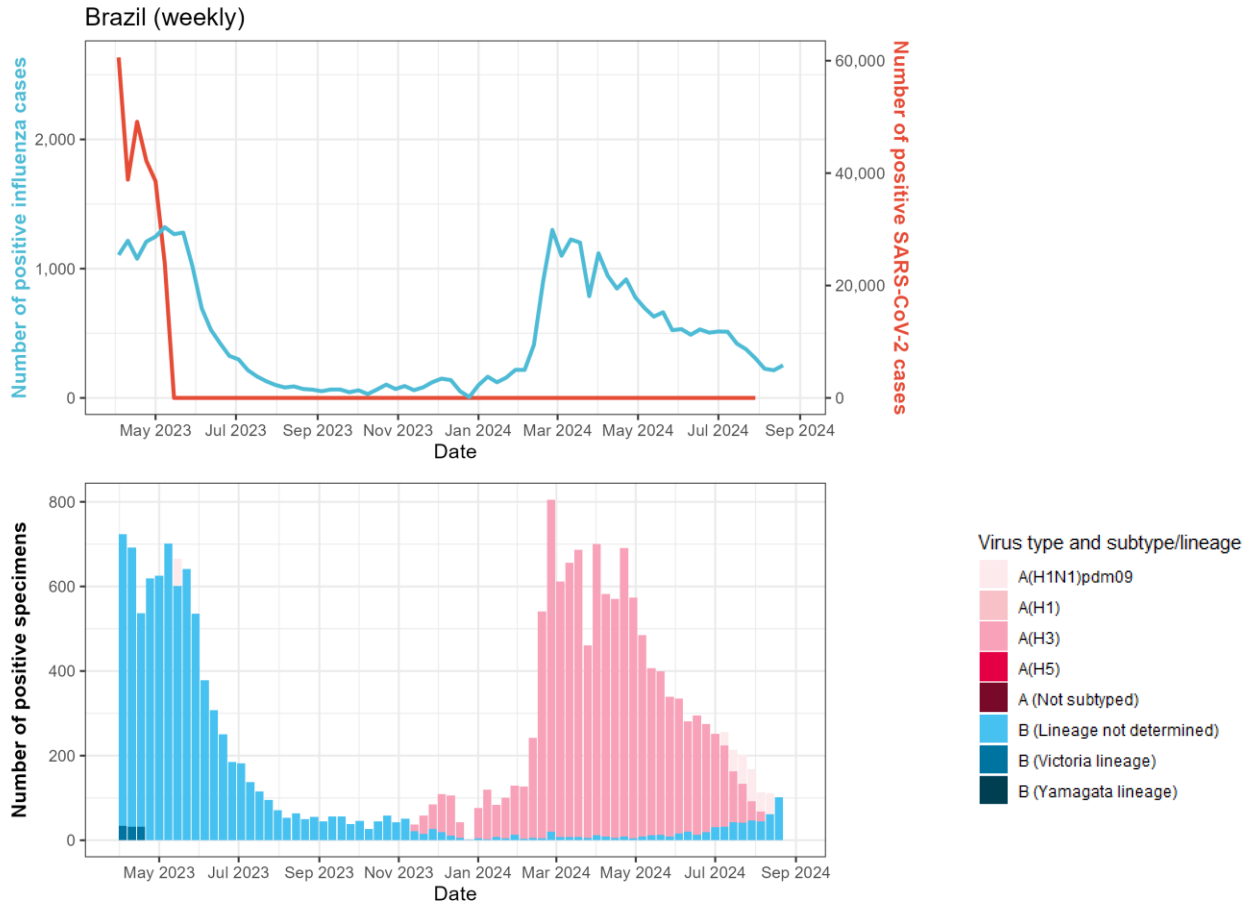 Brazil (weekly)
Number of positive influenza cases
2,000
1,000
0
60,000
40,000
20,000
0
Number of positive SARS-CoV-2 cases
May 2023 Jul 2023 Sep 2023 Nov 2023 Jan 2024 Mar 2024 May 2024 Jul 2024 Sep 2024
Date
Number of positive specimens
800
600
400
200
0
May 2023 Jul 2023 Sep 2023 Nov 2023 Jan 2024 Mar 2024 May 2024 Jul 2024 Sep 2024
Date
Virus type and subtype/lineage
A(H1N1)pdm09
A(H1)
A(H3)
A(H5)
A (Not subtyped)
B (Lineage not determined)
B (Victoria lineage)
B (Yamagata lineage)